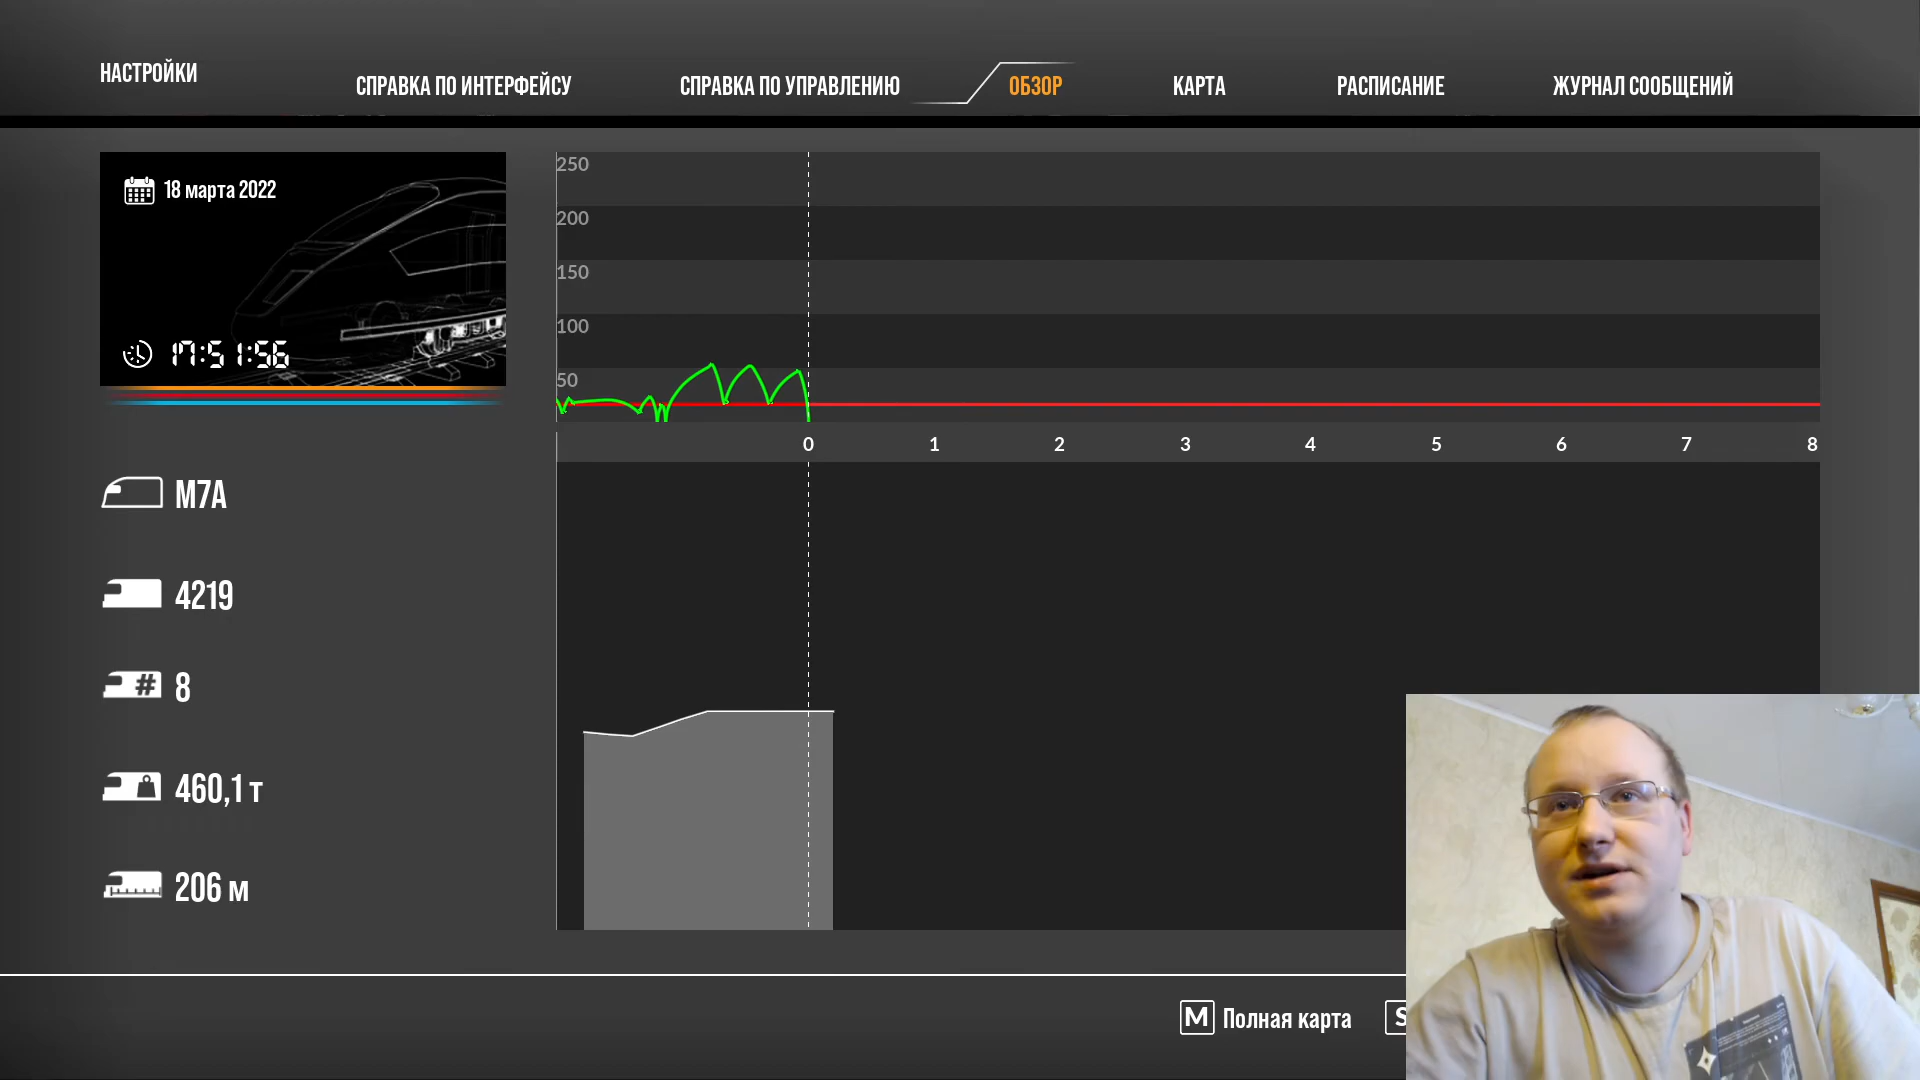 НАСТРОЙКИ
СПРАВКА ПО ИНТЕРФЕЙСУ
СПРАВКА ПО УПРАВЛЕНИЮ
ОБЗОР
КАРТА
РАСПИСАНИЕ
ЖУРНАЛ СООБЩЕНИЙ
18 марта 2022
17:51:56
M7A
4219
# 8
460,1 т
206 м
250
200
150
100
50
0 1 2 3 4 5 6 7 8
M Полная карта
S